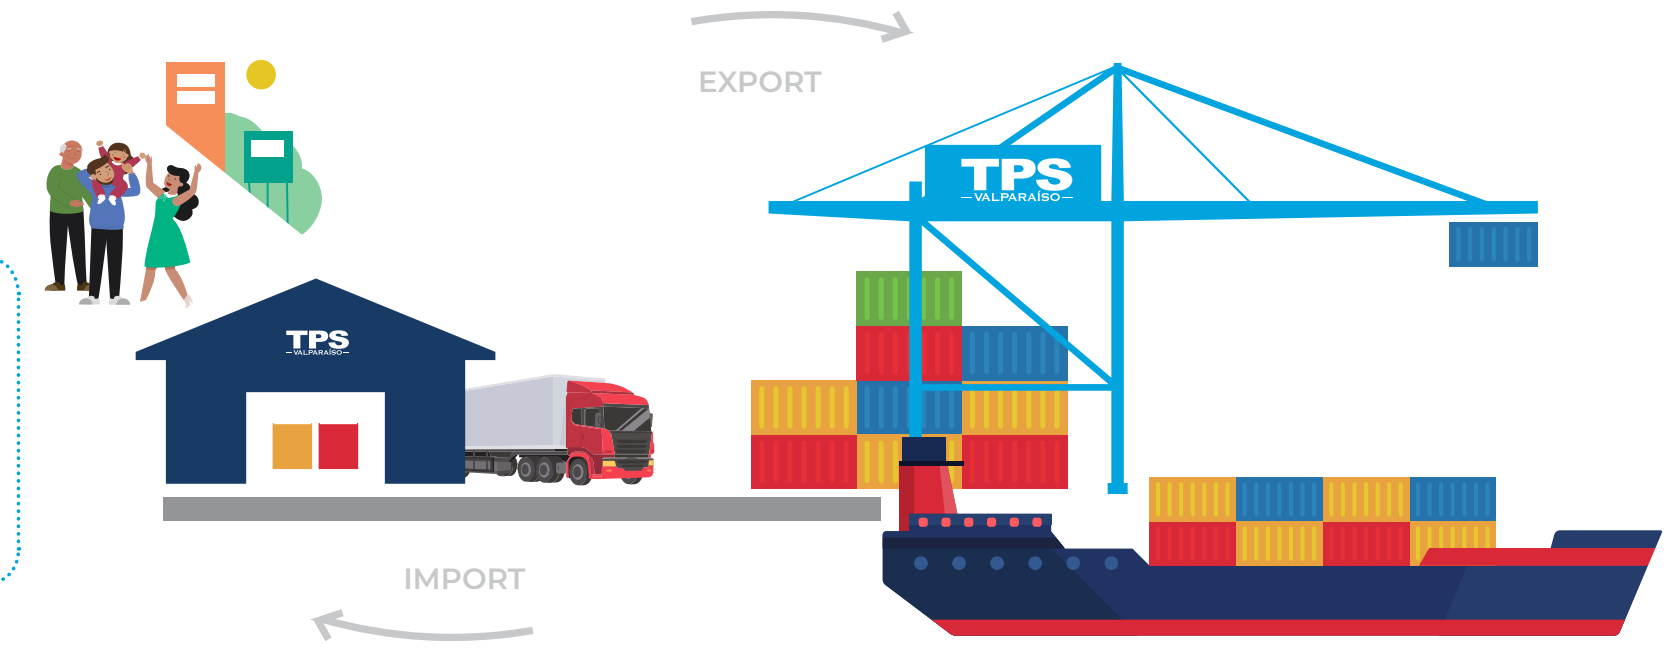 EXPORT
TPS
VALPARAÍSO
TPS
VALPARAÍSO
IMPORT